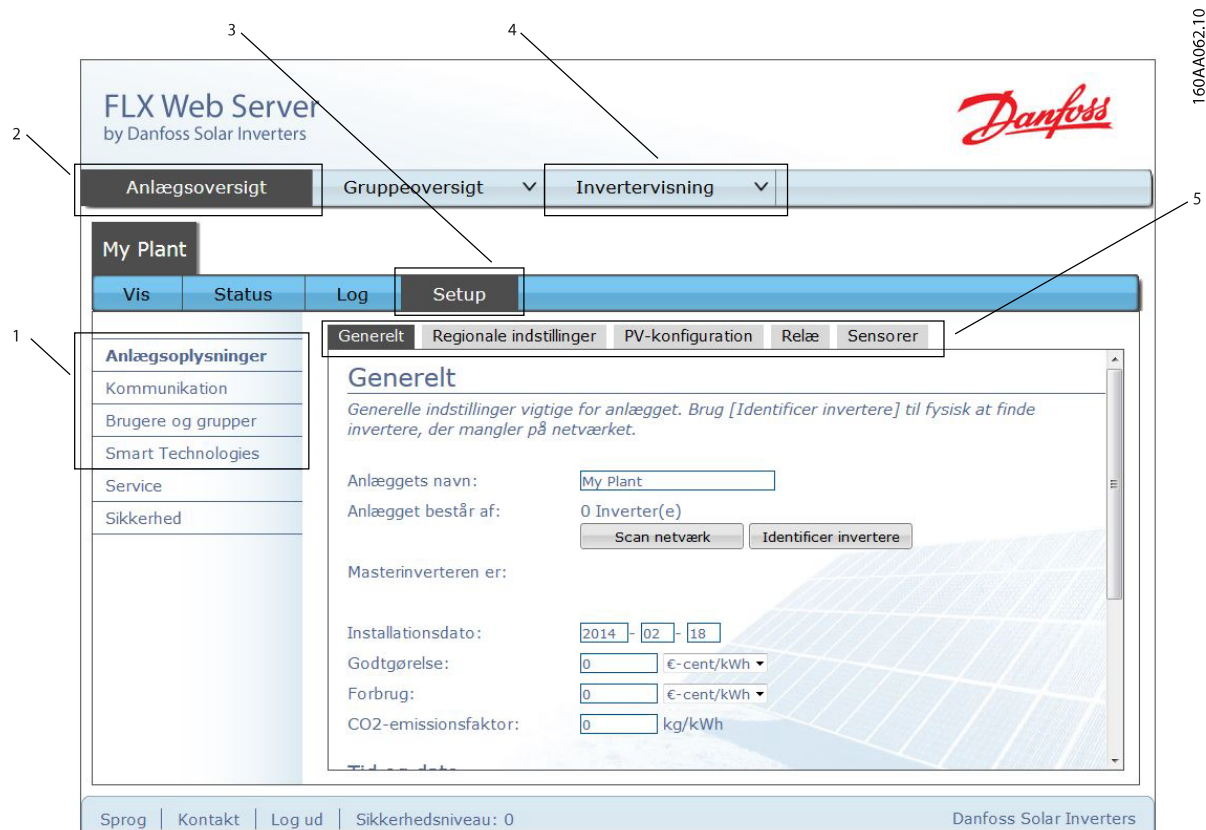 3
4
160AA062.10
FLX Web Server
by Danfoss Solar Inverters
Danfoss
2
Anlægsoversigt
Gruppeoversigt
Invertervisning
5
My Plant
Vis
Status
Log
Setup
1
Generelt
Regionale indstillinger
PV-konfiguration
Relæ
Sensorer
Anlægsoplysninger
Kommunikation
Brugere og grupper
Smart Technologies
Service
Sikkerhed
Generelt
Generelle indstillinger vigtige for anlægget. Brug [Identificer invertere] til fysisk at finde
invertere, der mangler på netværket.
Anlæggets navn: My Plant
Anlægget består af: 0 Inverter(e)
Scan netværk Identificer invertere
Masterinverteren er:
Installationsdato: 2014 - 02 - 18
Godtgørelse: 0 €-cent/kWh
Forbrug: 0 €-cent/kWh
CO2-emissionsfaktor: 0 kg/kWh
Tid og dato
Sprog | Kontakt | Log ud | Sikkerhedsniveau: 0
Danfoss Solar Inverters